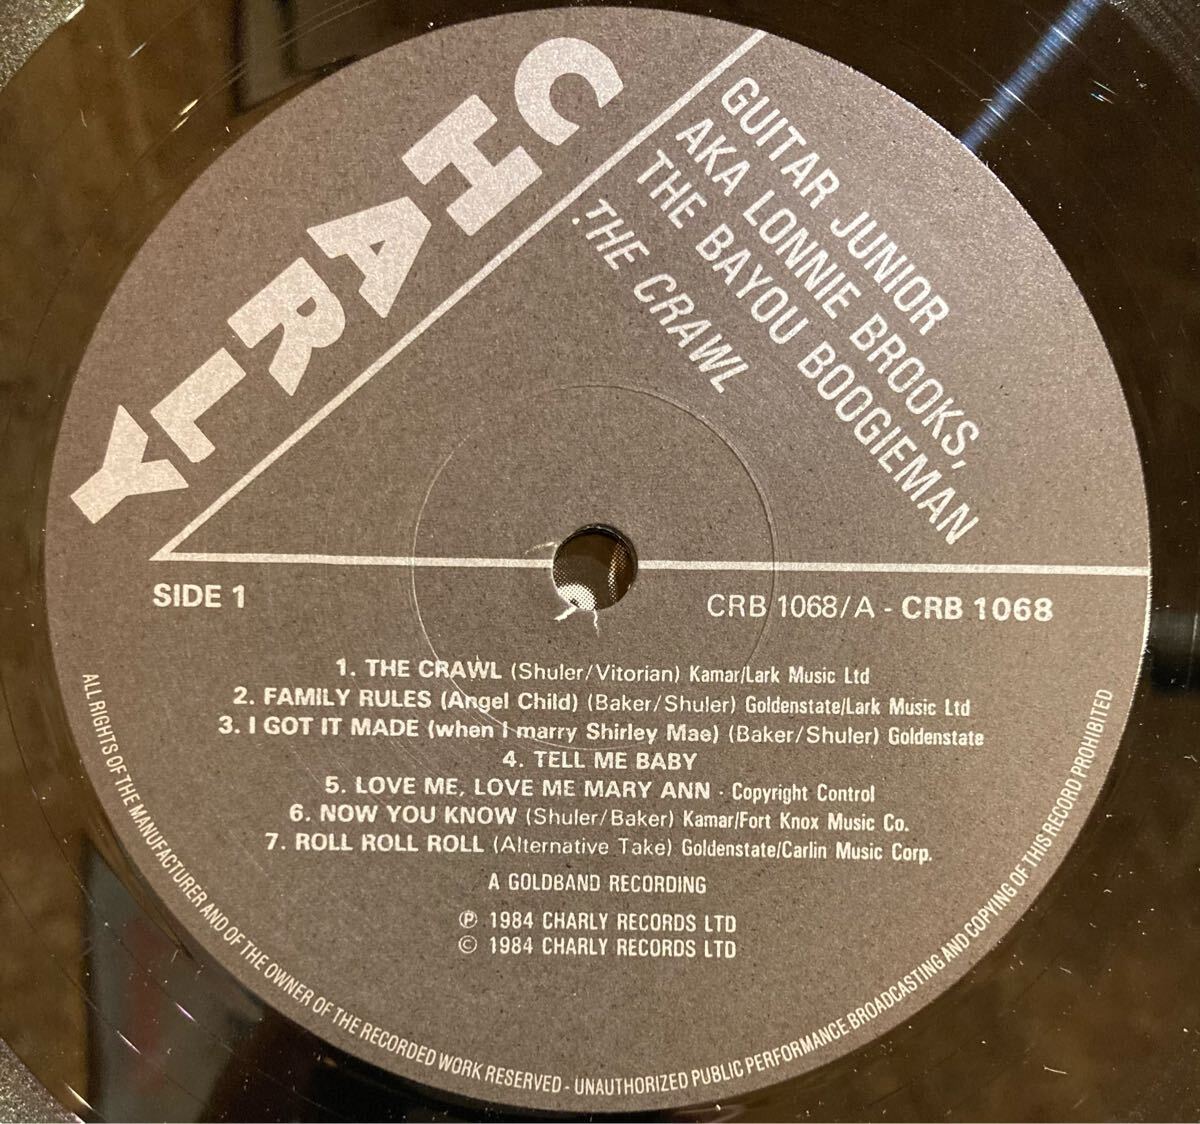 CHARLY
GUITAR JUNIOR
AKA LONNIE BROOKS,
THE BAYOU BOOGIEMAN
THE CRAWL
SIDE 1
CRB 1068/A - CRB 1068
1. THE CRAWL (Shuler/Vitorian) Kamar/Lark Music Ltd
2. FAMILY RULES (Angel Child) (Baker/Shuler) Goldenstate/Lark Music Ltd
3. I GOT IT MADE (when I marry Shirley Mae) (Baker/Shuler) Goldenstate
4. TELL ME BABY
5. LOVE ME, LOVE ME MARY ANN - Copyright Control
6. NOW YOU KNOW (Shuler/Baker) Kamar/Fort Knox Music Co.
7. ROLL ROLL ROLL (Alternative Take) Goldenstate/Carlin Music Corp.
A GOLDBAND RECORDING
℗ 1984 CHARLY RECORDS LTD
© 1984 CHARLY RECORDS LTD
ALL RIGHTS OF THE MANUFACTURER AND OF THE OWNER OF THE RECORDED WORK RESERVED - UNAUTHORIZED PUBLIC PERFORMANCE, BROADCASTING AND COPYING OF THIS RECORD PROHIBITED